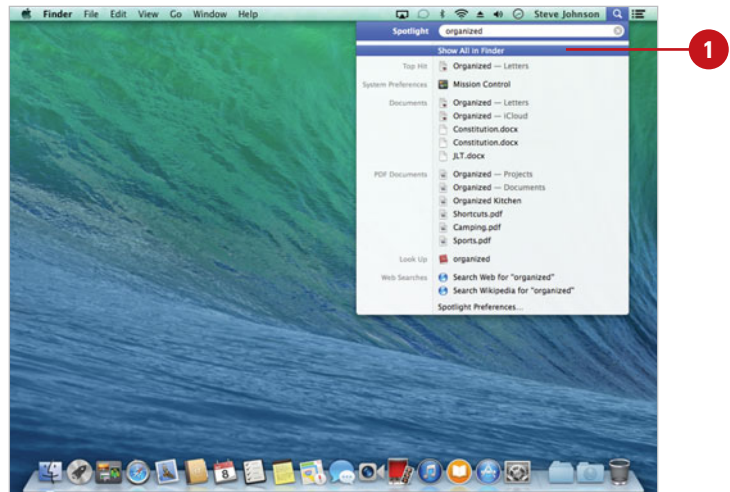 Finder File Edit View Go Window Help Steve Johnson
Spotlight organized
Show All in Finder
1
Top Hit Organized — Letters
System Preferences Mission Control
Documents Organized — Letters
Organized — iCloud
Constitution.docx
Constitution.docx
JLT.docx
PDF Documents Organized — Projects
Organized — Documents
Organized Kitchen
Shortcuts.pdf
Camping.pdf
Sports.pdf
Look Up organized
Web Searches Search Web for "organized"
Search Wikipedia for "organized"
Spotlight Preferences...
8